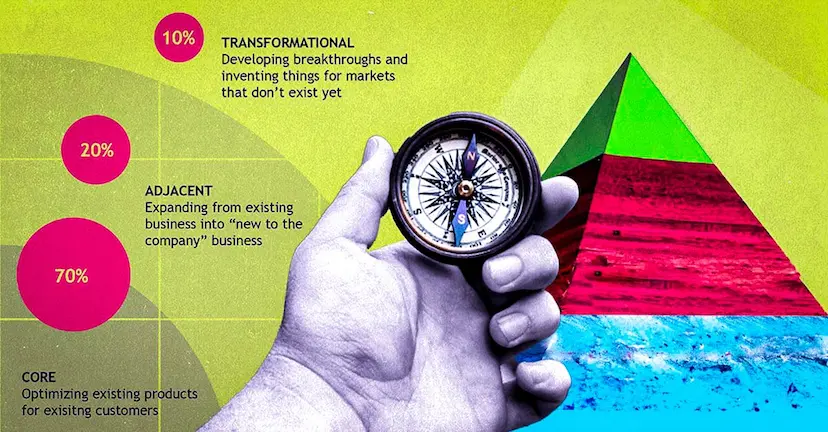 10%
TRANSFORMATIONAL
Developing breakthroughs and
inventing things for markets
that don't exist yet
20%
ADJACENT
Expanding from existing
business into “new to the
company” business
70%
CORE
Optimizing existing products
for exisitng customers
W
N
S
S
E